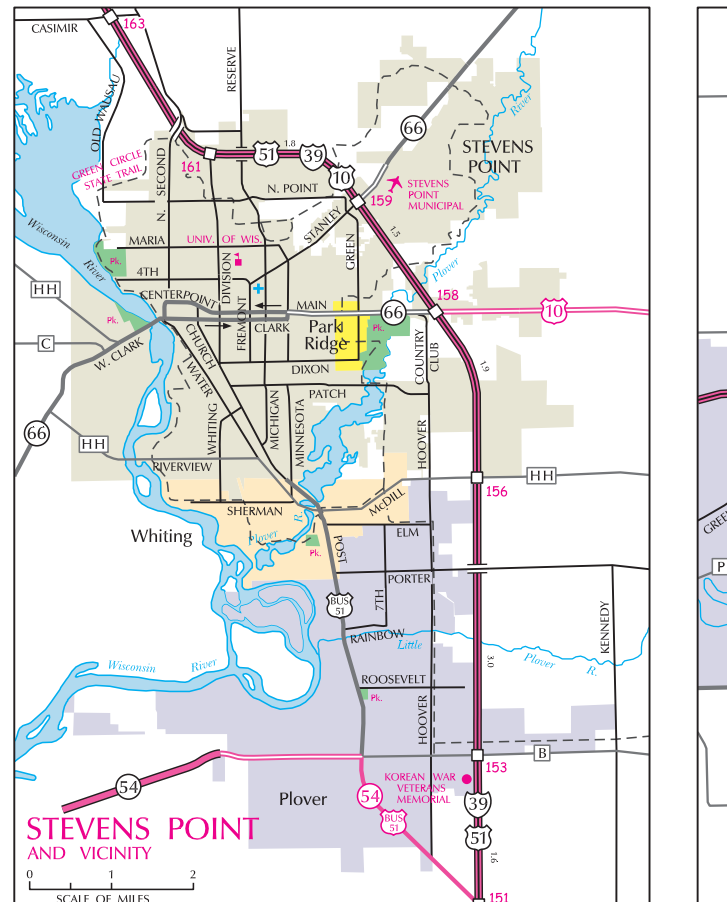 CASIMIR
163
RESERVE
OLD WAUSAU
66
River
51
1.8
39
STEVENS
POINT
GREEN CIRCLE
STATE TRAIL
161
N. SECOND
10
N. POINT
159
STEVENS
POINT
MUNICIPAL
Wisconsin
River
MARIA
UNIV. OF WIS.
STANLEY
GREEN
1.5
Pk.
4TH
DIVISION
Plover
HH
CENTERPOINT
FREMONT
MAIN
158
Pk.
CLARK
66
10
C
W. CLARK
CHURCH
Park
Ridge
Pk.
COUNTRY
CLUB
1.9
WATER
DIXON
PATCH
66
WHITING
MICHIGAN
MINNESOTA
HOOVER
HH
RIVERVIEW
HH
156
SHERMAN
McDILL
Whiting
Plover
R.
ELM
Pk.
POST
PORTER
BUS
51
7TH
KENNEDY
RAINBOW
Little
Plover
R.
Wisconsin
River
3.0
ROOSEVELT
Pk.
HOOVER
B
153
54
KOREAN WAR
VETERANS
MEMORIAL
Plover
54
39
BUS
51
51
STEVENS POINT
AND VICINITY
1.6
0 1 2
SCALE OF MILES
151
P